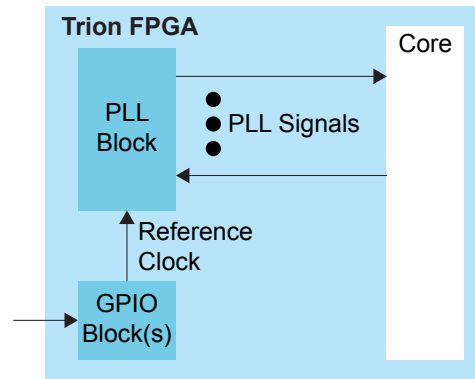 Trion FPGA
Core
PLL
Block
PLL Signals
Reference
Clock
GPIO
Block(s)